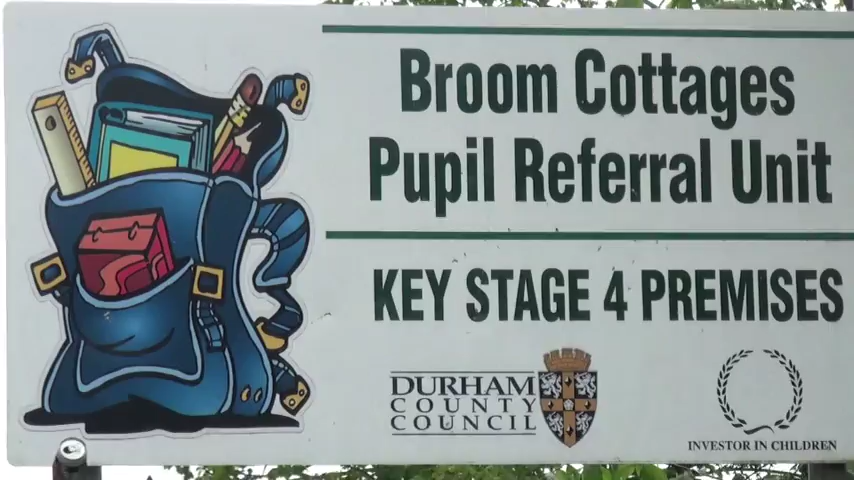 Broom Cottages
Pupil Referral Unit
KEY STAGE 4 PREMISES
DURHAM
COUNTY
COUNCIL
INVESTOR IN CHILDREN